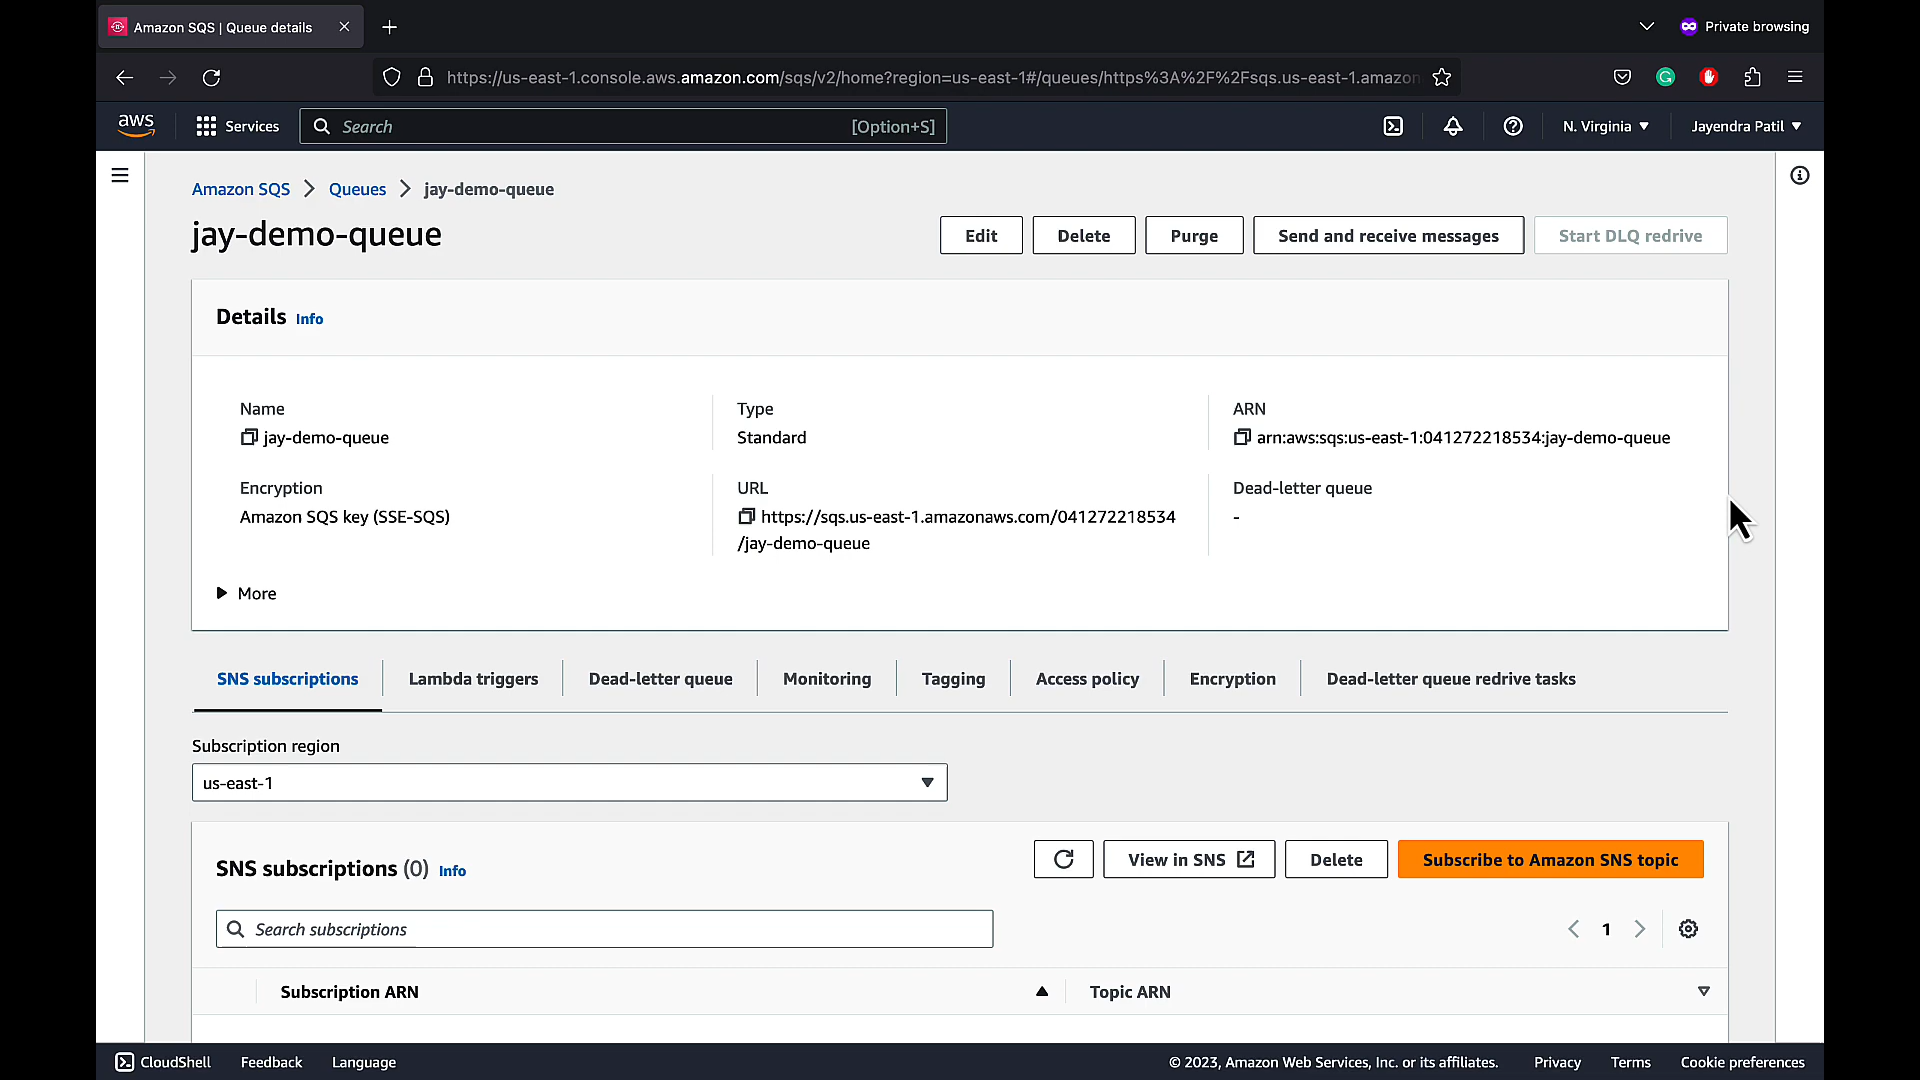 Amazon SQS | Queue details
Private browsing
https://us-east-1.console.aws.amazon.com/sqs/v2/home?region=us-east-1#/queues/https%3A%2F%2Fsqs.us-east-1.amazon
aws
Services
Search
[Option+S]
N. Virginia
Jayendra Patil
Amazon SQS > Queues > jay-demo-queue
jay-demo-queue
Edit
Delete
Purge
Send and receive messages
Start DLQ redrive
Details Info
Name
jay-demo-queue
Type
Standard
ARN
arn:aws:sqs:us-east-1:041272218534:jay-demo-queue
Encryption
Amazon SQS key (SSE-SQS)
URL
https://sqs.us-east-1.amazonaws.com/041272218534
/jay-demo-queue
Dead-letter queue
-
More
SNS subscriptions
Lambda triggers
Dead-letter queue
Monitoring
Tagging
Access policy
Encryption
Dead-letter queue redrive tasks
Subscription region
us-east-1
SNS subscriptions (0) Info
View in SNS
Delete
Subscribe to Amazon SNS topic
Search subscriptions
1
Subscription ARN
Topic ARN
CloudShell
Feedback
Language
© 2023, Amazon Web Services, Inc. or its affiliates.
Privacy
Terms
Cookie preferences